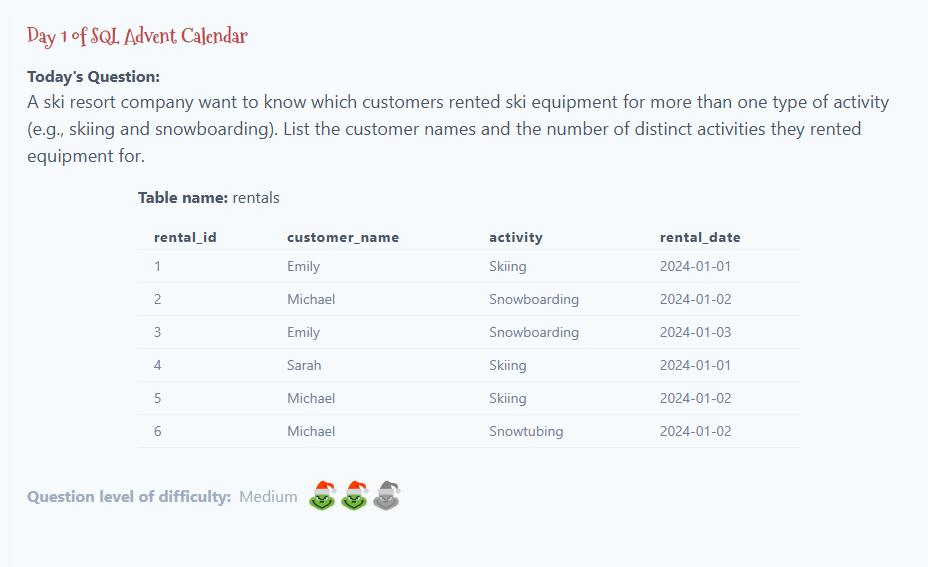 Day 1 of SQL Advent Calendar
Today's Question:
A ski resort company want to know which customers rented ski equipment for more than one type of activity
(e.g., skiing and snowboarding). List the customer names and the number of distinct activities they rented
equipment for.
Table name: rentals
rental_id customer_name activity rental_date
1 Emily Skiing 2024-01-01
2 Michael Snowboarding 2024-01-02
3 Emily Snowboarding 2024-01-03
4 Sarah Skiing 2024-01-01
5 Michael Skiing 2024-01-02
6 Michael Snowtubing 2024-01-02
Question level of difficulty: Medium